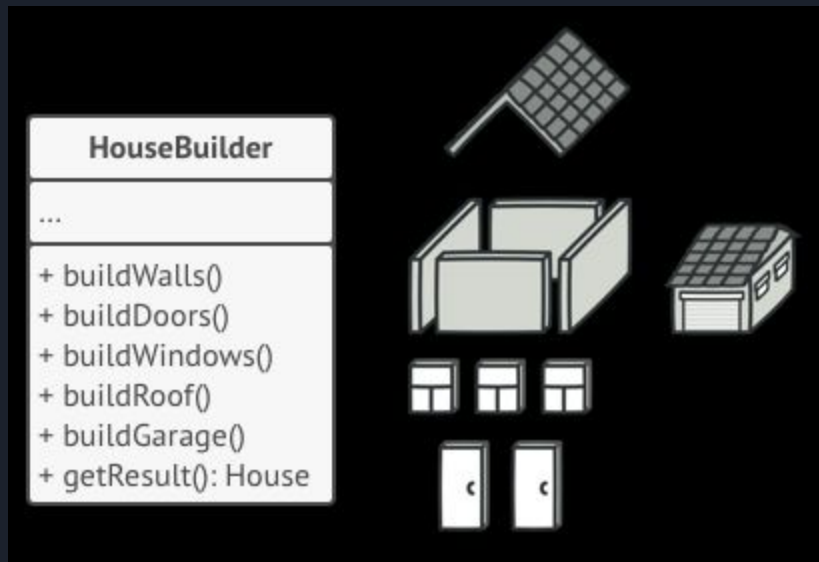 HouseBuilder
...
+ buildWalls()
+ buildDoors()
+ buildWindows()
+ buildRoof()
+ buildGarage()
+ getResult(): House